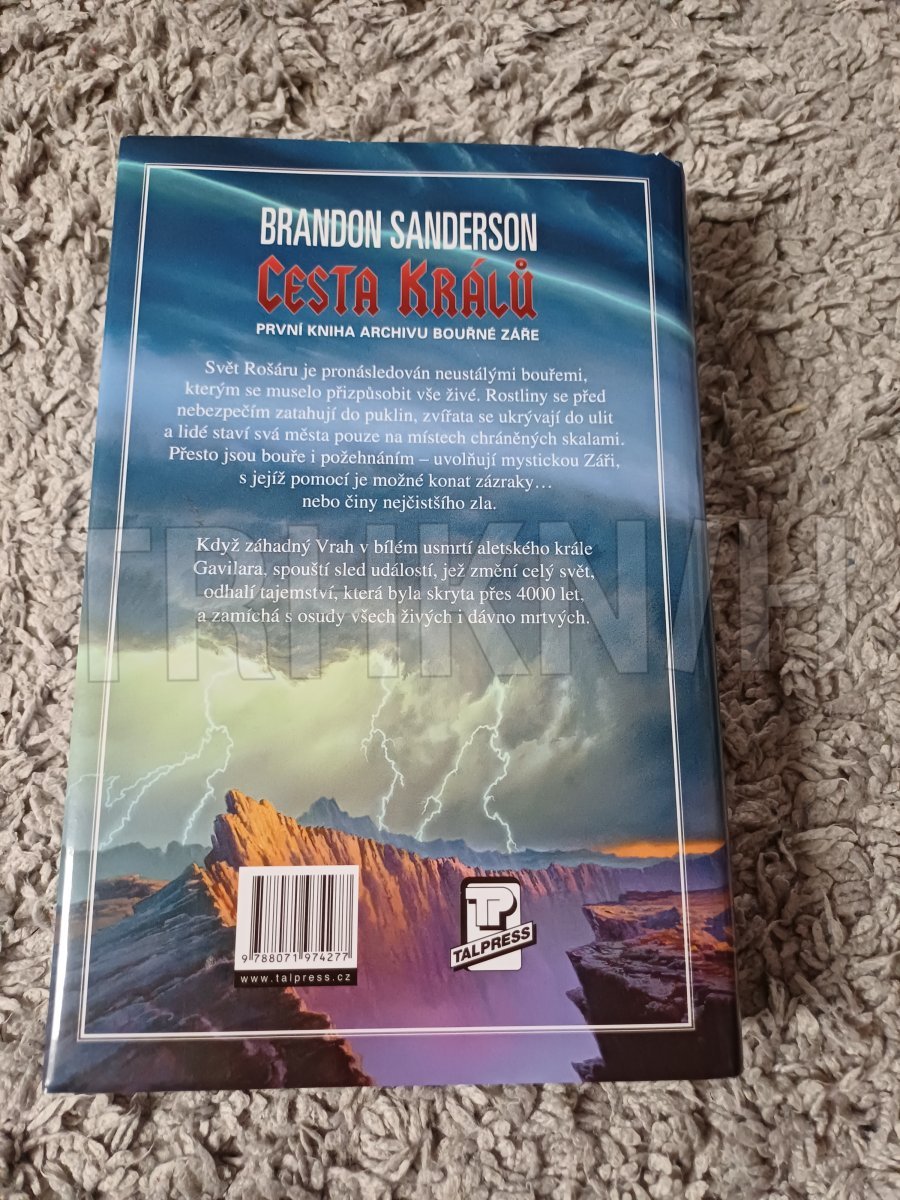 BRANDON SANDERSON
CESTA KRÁLŮ
PRVNÍ KNIHA ARCHIVU BOUŘNÉ ZÁŘE
Svět Rošáru je pronásledován neustálými bouřemi,
kterým se muselo přizpůsobit vše živé. Rostliny se před
nebezpečím zatahují do puklin, zvířata se ukrývají do ulit
a lidé staví svá města pouze na místech chráněných skalami.
Přesto jsou bouře i požehnáním – uvolňují mystickou Záři,
s jejíž pomocí je možné konat zázraky…
nebo činy nejčistšího zla.
Když záhadný Vrah v bílém usmrtí aletského krále
Gavilara, spouští sled událostí, jež změní celý svět,
odhalí tajemství, která byla skryta přes 4000 let,
a zamíchá s osudy všech živých i dávno mrtvých.
TRHKNIH
9 788071 974277
www.talpress.cz
TP
TALPRESS